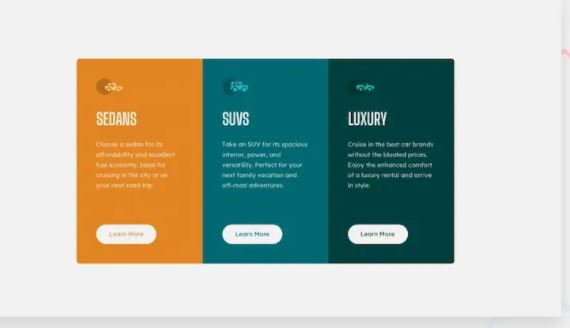 SEDANS
Choose a sedan for its
affordability and excellent
fuel economy. Ideal for
cruising in the city or on
your next road trip.
Learn More
SUVS
Take an SUV for its spacious
interior, power, and
versatility. Perfect for your
next family vacation and
off-road adventures.
Learn More
LUXURY
Cruise in the best car brands
without the bloated prices.
Enjoy the enhanced comfort
of a luxury rental and arrive
in style.
Learn More